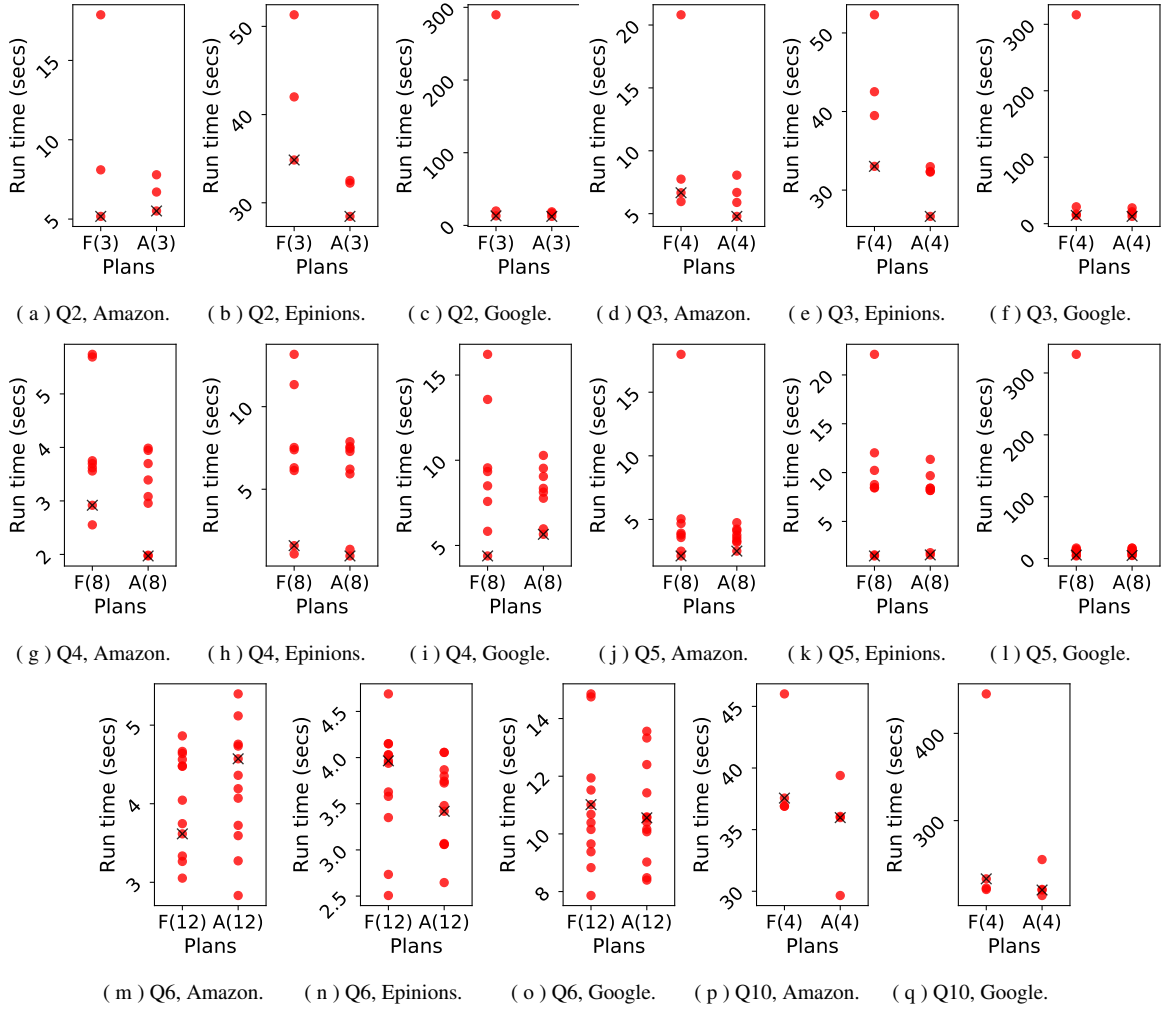 Run time (secs)
15
10
5
F(3) A(3)
Plans
( a ) Q2, Amazon.
Run time (secs)
50
40
30
F(3) A(3)
Plans
( b ) Q2, Epinions.
Run time (secs)
300
200
100
0
F(3) A(3)
Plans
( c ) Q2, Google.
Run time (secs)
20
15
10
5
F(4) A(4)
Plans
( d ) Q3, Amazon.
Run time (secs)
50
40
30
F(4) A(4)
Plans
( e ) Q3, Epinions.
Run time (secs)
300
200
100
0
F(4) A(4)
Plans
( f ) Q3, Google.
Run time (secs)
5
4
3
2
F(8) A(8)
Plans
( g ) Q4, Amazon.
Run time (secs)
10
5
F(8) A(8)
Plans
( h ) Q4, Epinions.
Run time (secs)
15
10
5
F(8) A(8)
Plans
( i ) Q4, Google.
Run time (secs)
15
10
5
F(8) A(8)
Plans
( j ) Q5, Amazon.
Run time (secs)
20
15
10
5
F(8) A(8)
Plans
( k ) Q5, Epinions.
Run time (secs)
300
200
100
0
F(8) A(8)
Plans
( l ) Q5, Google.
Run time (secs)
5
4
3
F(12) A(12)
Plans
( m ) Q6, Amazon.
Run time (secs)
4.5
4.0
3.5
3.0
2.5
F(12) A(12)
Plans
( n ) Q6, Epinions.
Run time (secs)
14
12
10
8
F(12) A(12)
Plans
( o ) Q6, Google.
Run time (secs)
45
40
35
30
F(4) A(4)
Plans
( p ) Q10, Amazon.
Run time (secs)
400
300
F(4) A(4)
Plans
( q ) Q10, Google.